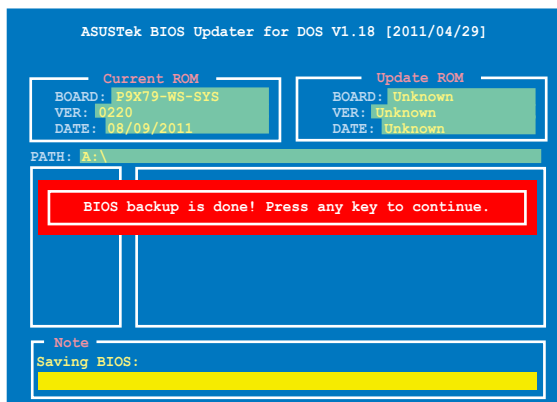 ASUSTek BIOS Updater for DOS V1.18 [2011/04/29]
Current ROM
BOARD: P9X79-WS-SYS
VER: 0220
DATE: 08/09/2011
Update ROM
BOARD: Unknown
VER: Unknown
DATE: Unknown
PATH: A:\
BIOS backup is done! Press any key to continue.
Note
Saving BIOS: